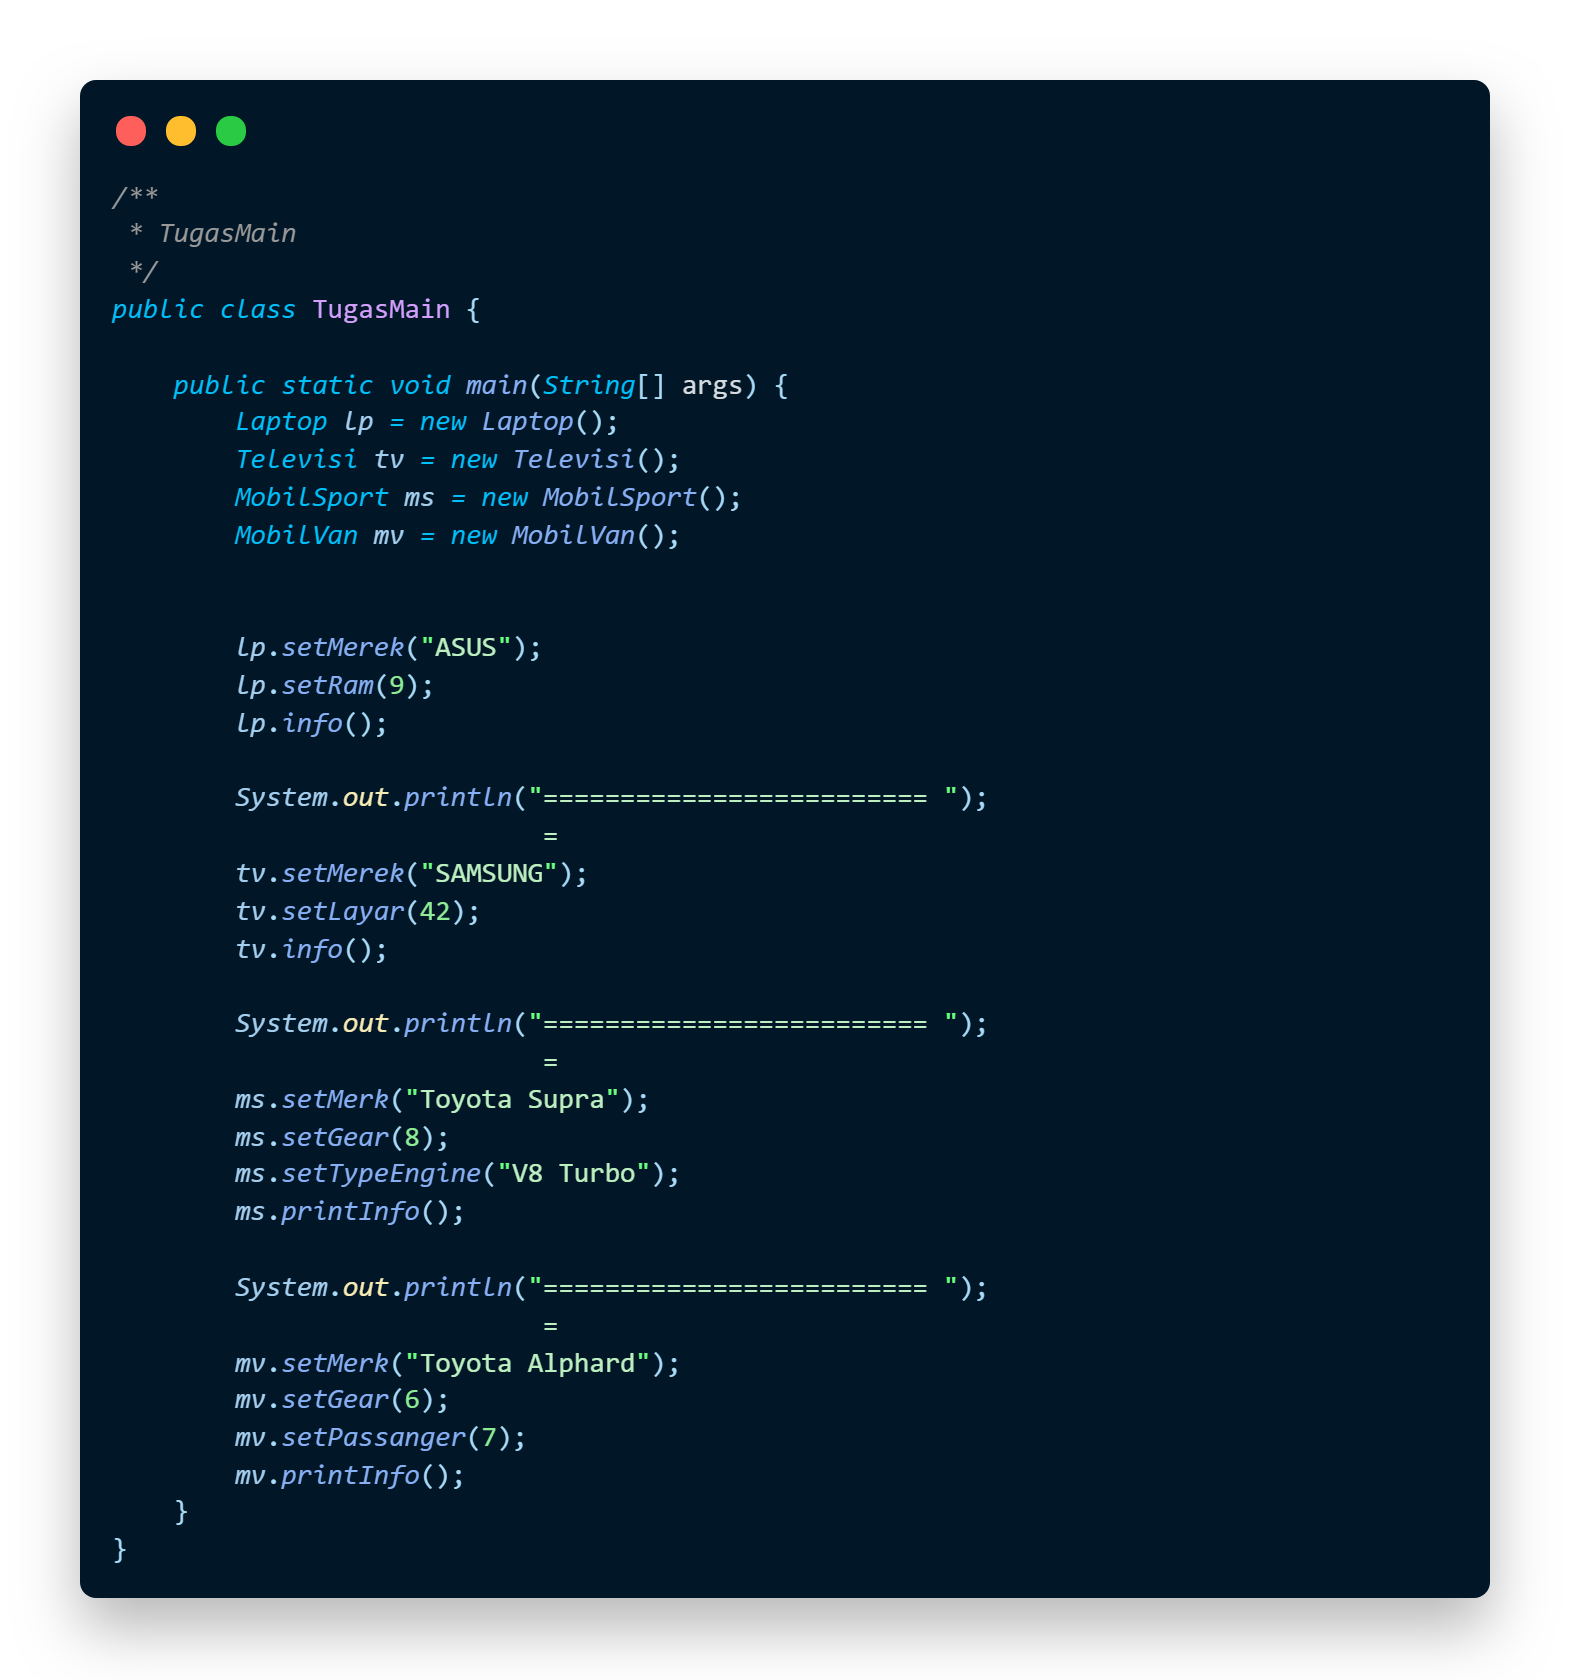 /**
 * TugasMain
 */
public class TugasMain {

    public static void main(String[] args) {
        Laptop lp = new Laptop();
        Televisi tv = new Televisi();
        MobilSport ms = new MobilSport();
        MobilVan mv = new MobilVan();


        lp.setMerek("ASUS");
        lp.setRam(9);
        lp.info();

        System.out.println("========================= ");
                    =
        tv.setMerek("SAMSUNG");
        tv.setLayar(42);
        tv.info();

        System.out.println("========================= ");
                    =
        ms.setMerk("Toyota Supra");
        ms.setGear(8);
        ms.setTypeEngine("V8 Turbo");
        ms.printInfo();

        System.out.println("========================= ");
                    =
        mv.setMerk("Toyota Alphard");
        mv.setGear(6);
        mv.setPassanger(7);
        mv.printInfo();
    }
}